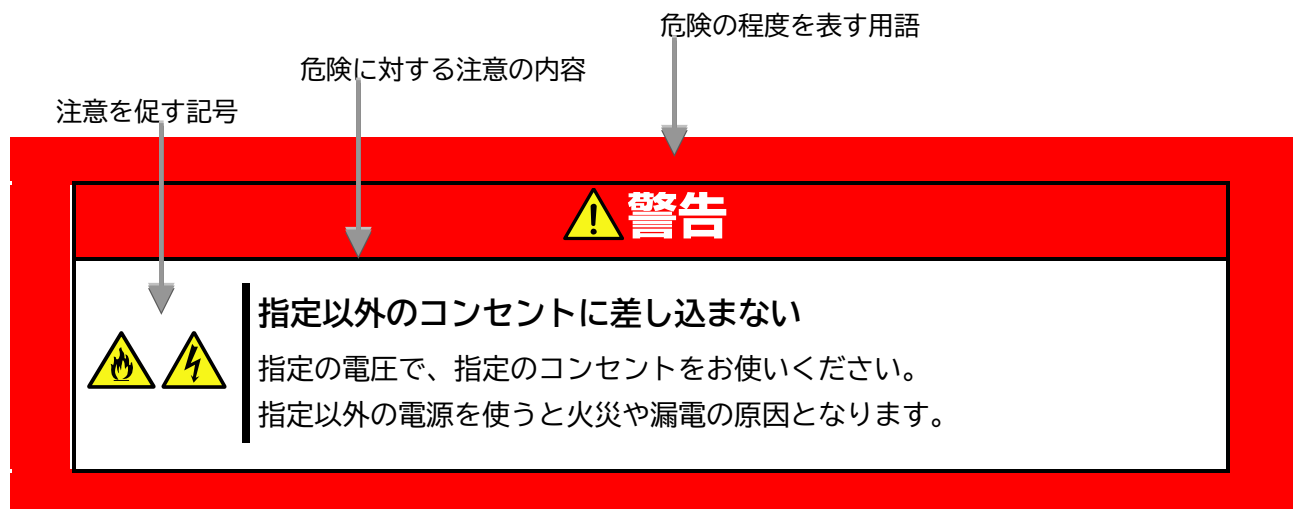 危険の程度を表す用語
危険に対する注意の内容
注意を促す記号
警告
指定以外のコンセントに差し込まない
指定の電圧で、指定のコンセントをお使いください。
指定以外の電源を使うと火災や漏電の原因となります。